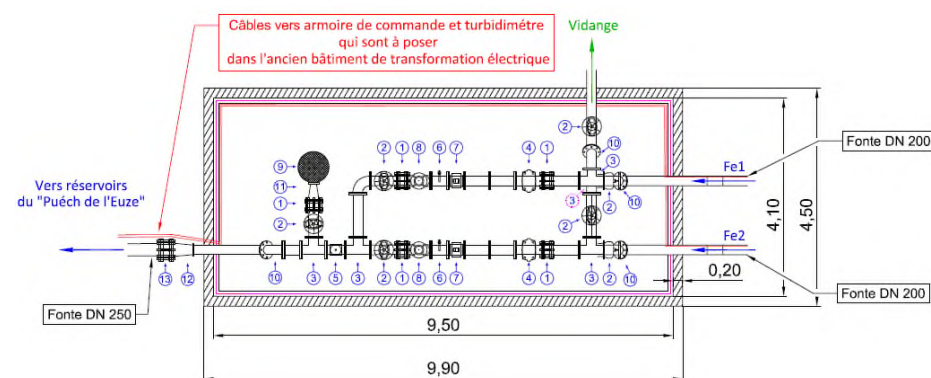 Câbles vers armoire de commande et turbidimétre
qui sont à poser
dans l'ancien bâtiment de transformation électrique
Vidange
Fonte DN 200
2
10
9
2 1 8 6 7
4 1
3
Fe1
11
Vers réservoirs
du "Puéch de l'Euze"
1
3
2
10
2
2
4,10
4,50
Fe2
13
12
10
3
5
3
2 1 8 6 7
4 1
3
2
10
0,20
Fonte DN 250
Fonte DN 200
9,50
9,90